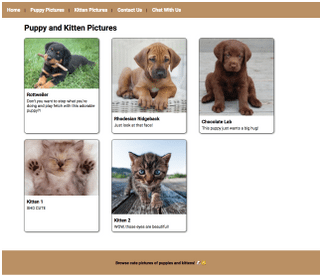 Home | Puppy Pictures | Kitten Pictures | Contact Us | Chat With Us
Puppy and Kitten Pictures
Rottweiler
Don't you want to stop what you're
doing and play fetch with this adorable
puppy?!
Rhodesian Ridgeback
Just look at that face!
Chocolate Lab
This puppy just wants a big hug!
Kitten 1
SHO CUTE
Kitten 2
WOW, those eyes are beautiful!
Browse cute pictures of puppies and kittens!